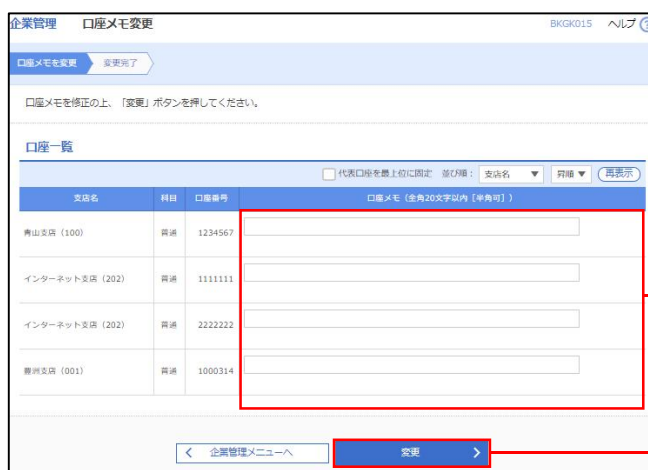 企業管理 口座メモ変更 BKGK015 ヘルプ ?
口座メモを変更 変更完了
口座メモを修正の上、「変更」ボタンを押してください。
口座一覧
代表口座を最上位に固定 並び順： 支店名 ▼ 昇順 ▼ 再表示
支店名 科目 口座番号 口座メモ（全角20文字以内［半角可］）
青山支店（100） 普通 1234567
インターネット支店（202） 普通 1111111
インターネット支店（202） 普通 2222222
豊洲支店（001） 普通 1000314
企業管理メニューへ 変更